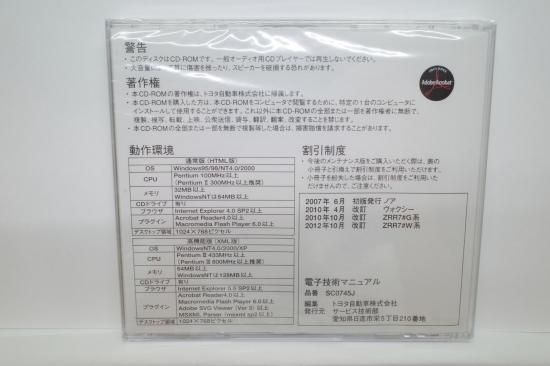 警告
・このディスクはCD-ROMです。一般オーディオ用CDプレイヤーでは再生しないでください。
・大音量によって耳に傷害を被ったり、スピーカーを破損する恐れがあります。
著作権
・本CD-ROMの著作権は、トヨタ自動車株式会社に帰属します。
・本CD-ROMを購入した方は、本CD-ROMをコンピュータで閲覧するために、特定の1台のコンピュータに
インストールして使用することができます。これ以外に本CD-ROMの全部または一部を著作権者に無断で、
複製、複写、転載、上映、公衆送信、貸与、翻訳、翻案、改変することを禁じます。
・本CD-ROMの全部または一部を無断で複製等した場合は、損害賠償を請求することがあります。
Adobe Acrobat
動作環境
通常版(HTML版)
OS Windows95/98/NT4.0/2000
CPU Pentium 100MHz以上
(Pentium Ⅱ 300MHz以上推奨)
メモリ 32MB以上
WindowsNTは64MB以上
CDドライブ 有り
ブラウザ Internet Explorer 4.0 SP2以上
プラグイン Acrobat Reader4.0以上
Macromedia Flash Player 6.0以上
デスクトップ領域 1024×768ピクセル
高機能版(XML版)
OS WindowsNT4.0/2000/XP
CPU Pentium Ⅱ 433MHz以上
(Pentium Ⅲ 800MHz以上推奨)
メモリ 64MB以上
WindowsNTは128MB以上
CDドライブ 有り
ブラウザ Internet Explorer 5.5 SP2以上
プラグイン Acrobat Reader4.0以上
Macromedia Flash Player 6.0以上
Adobe SVG Viewer (Ver 3) 以上
MSXML Parser (msxml sp2以上)
デスクトップ領域 1024×768ピクセル
割引制度
・今後のメンテナンス版をご購入いただく際は、裏の
小冊子と引換えで割引制度をご利用いただけます。
・小冊子を紛失した場合は、割引制度をご利用いた
だけませんので、ご注意ください。
2007年 6月 初版発行 ノア
2010年 4月 改訂 ヴォクシー
2010年10月 改訂 ZRR7#G系
2012年10月 改訂 ZRR7#W系
電子技術マニュアル
品番 SC0745J
編集 トヨタ自動車株式会社
発行元 サービス技術部
愛知県日進市栄5丁目210番地